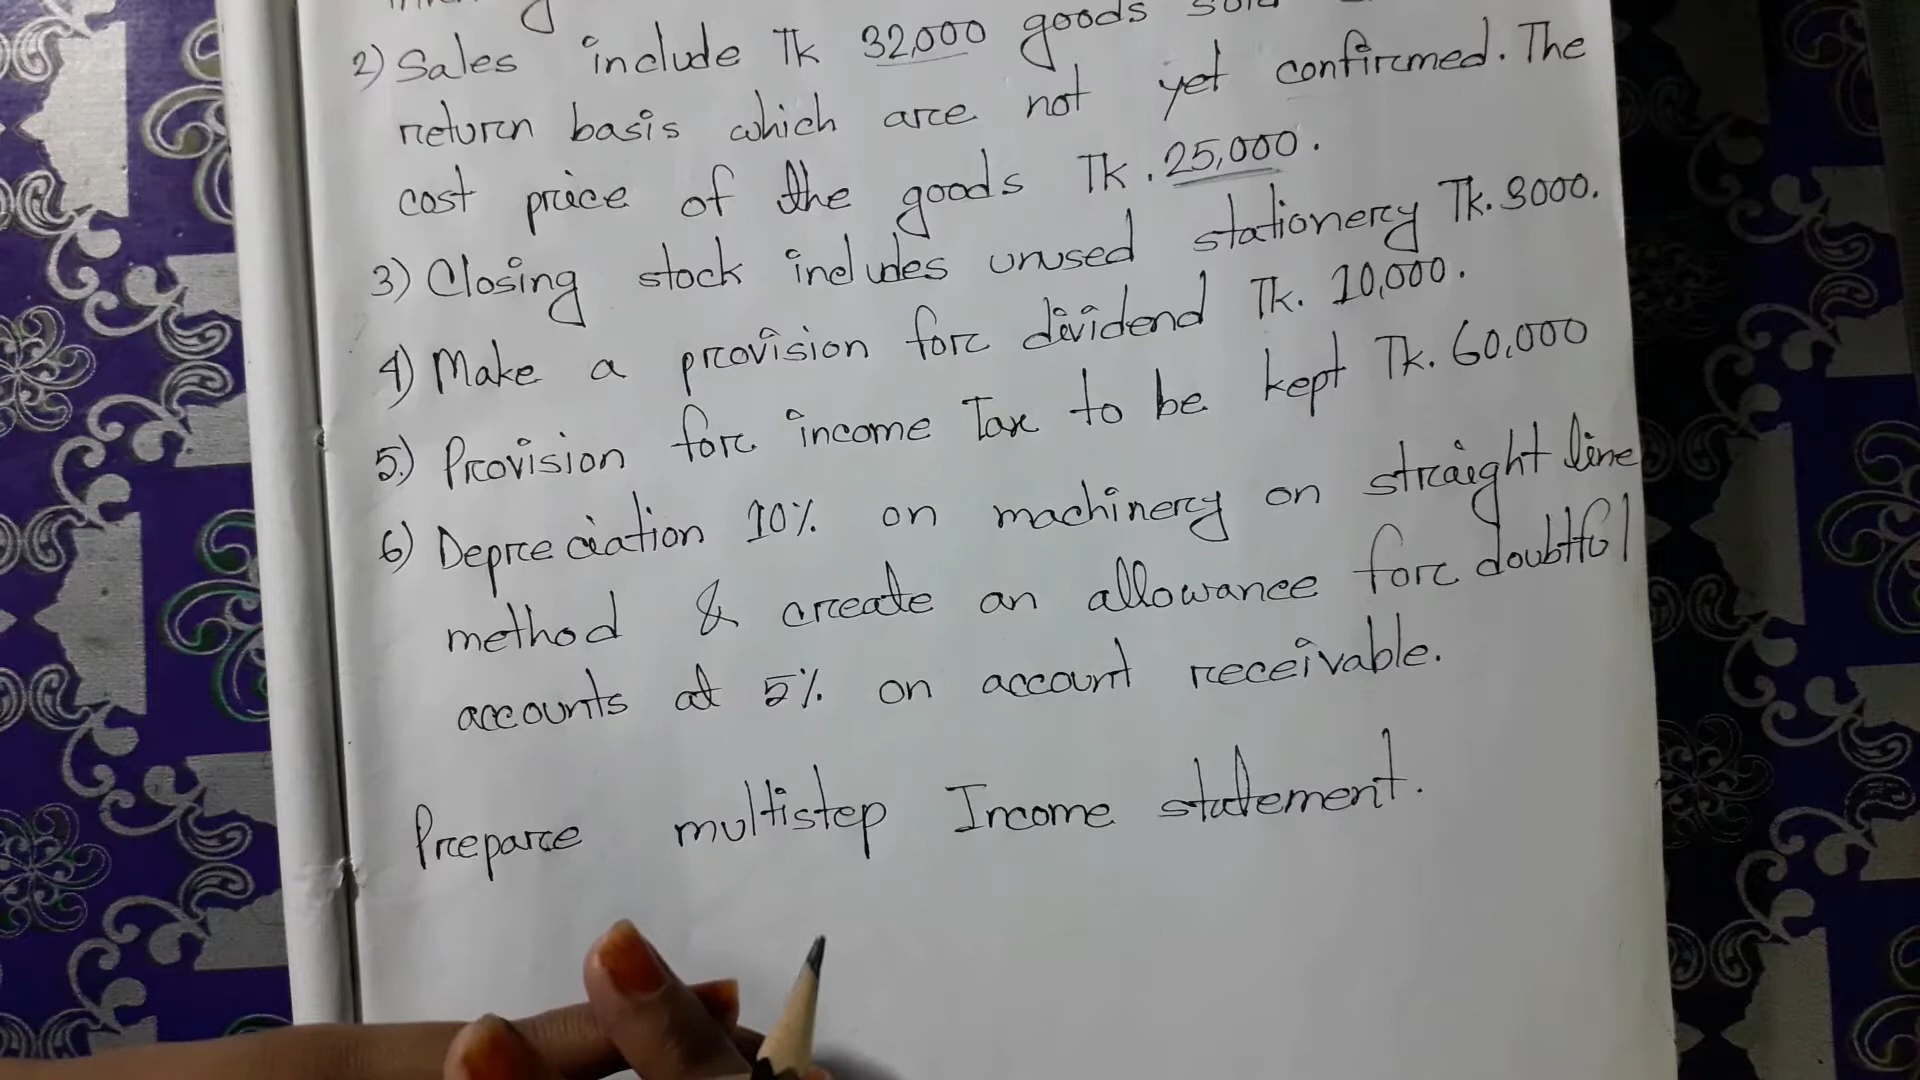 2) Sales include Tk 32,000 goods sold
return basis which are not yet confirmed. The
cost price of the goods Tk. 25,000.
3) Closing stock includes unused stationery Tk. 3000.
4) Make a provision for dividend Tk. 10,000.
5) Provision for income Tax to be kept Tk. 60,000
6) Depreciation 10% on machinery on straight line
method & create an allowance for doubtful
accounts at 5% on account receivable.
Prepare multistep Income statement.